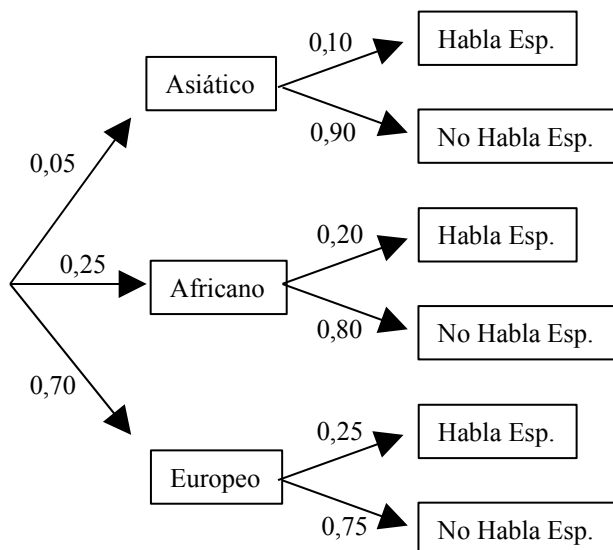 0,10
Habla Esp.
Asiático
0,90
No Habla Esp.
0,05
0,20
Habla Esp.
0,25
Africano
0,80
No Habla Esp.
0,70
0,25
Habla Esp.
Europeo
0,75
No Habla Esp.